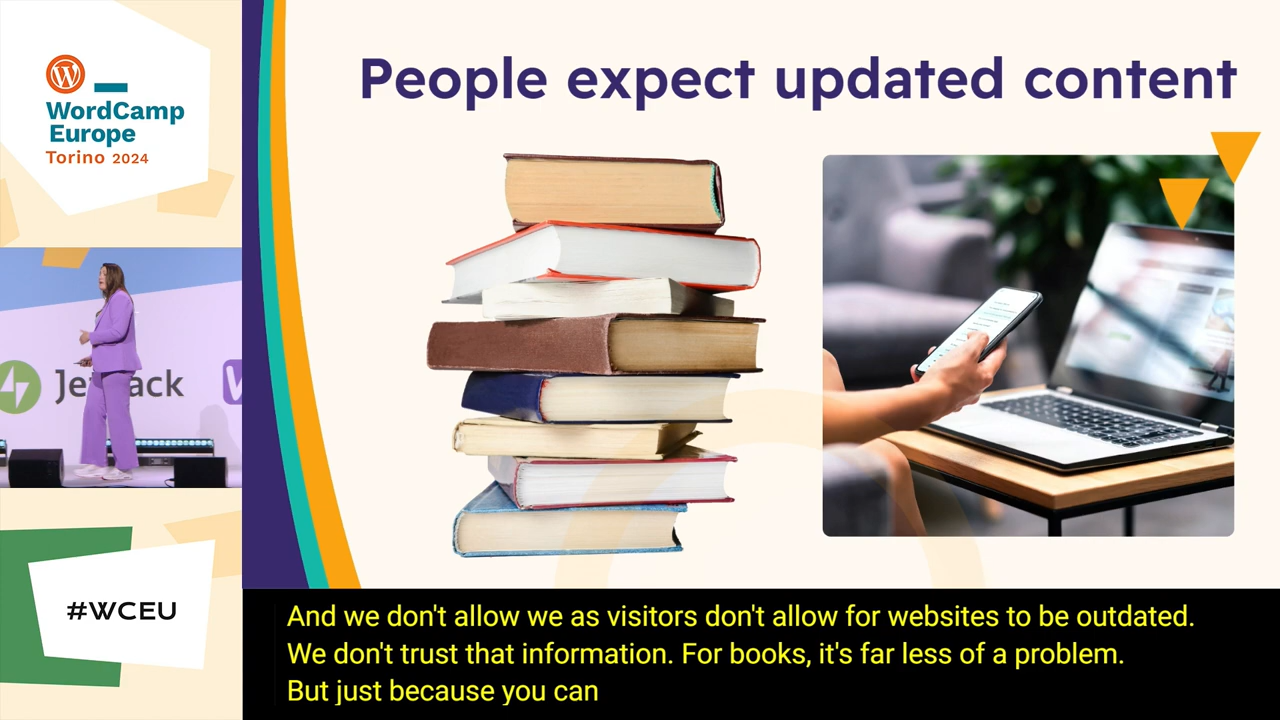 WordCamp
Europe
Torino 2024
People expect updated content
#WCEU
And we don't allow we as visitors don't allow for websites to be outdated.
We don't trust that information. For books, it's far less of a problem.
But just because you can